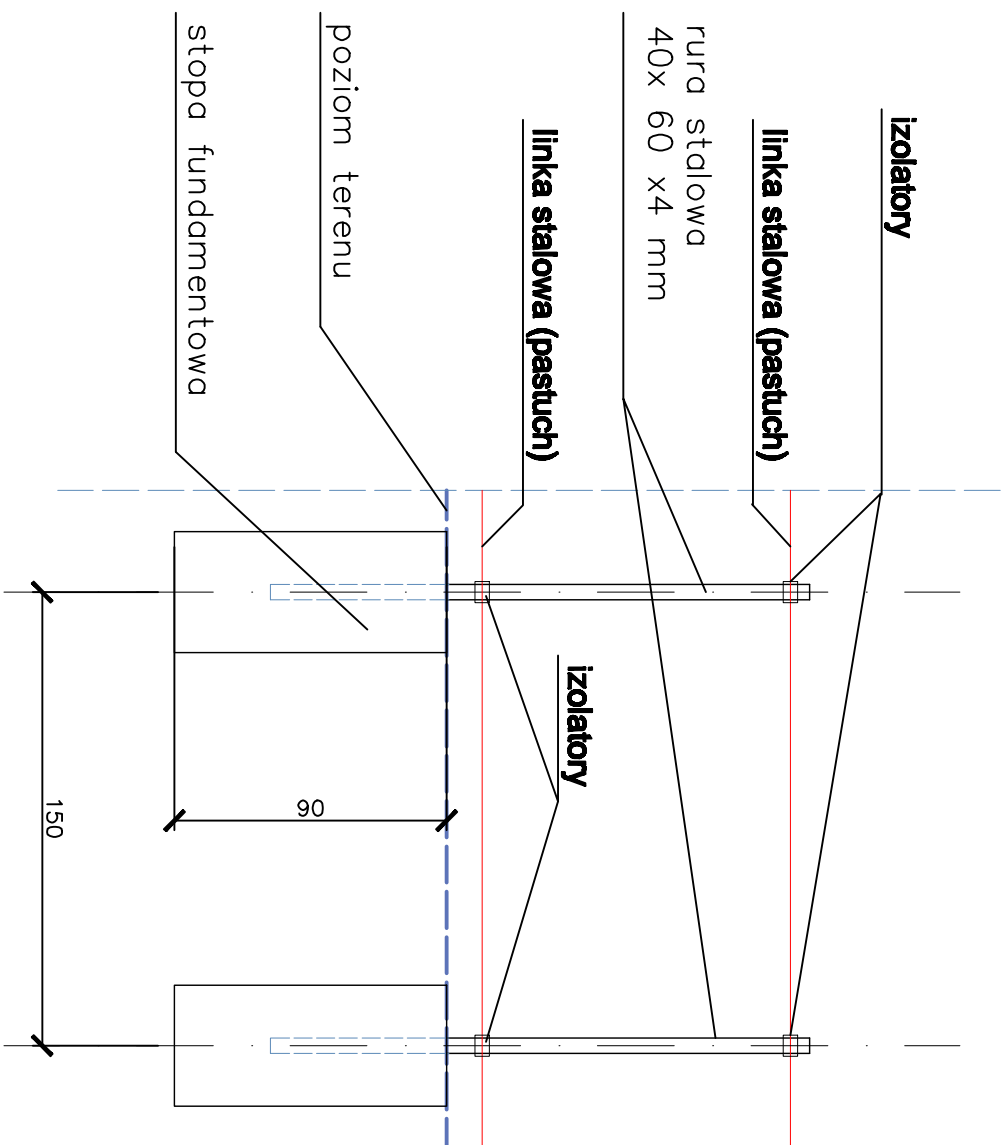 izolatory
linka stalowa (pastuch)
rura stalowa
40x 60 x4 mm
linka stalowa (pastuch)
poziom terenu
stopa fundamentowa
izolatory
90
150